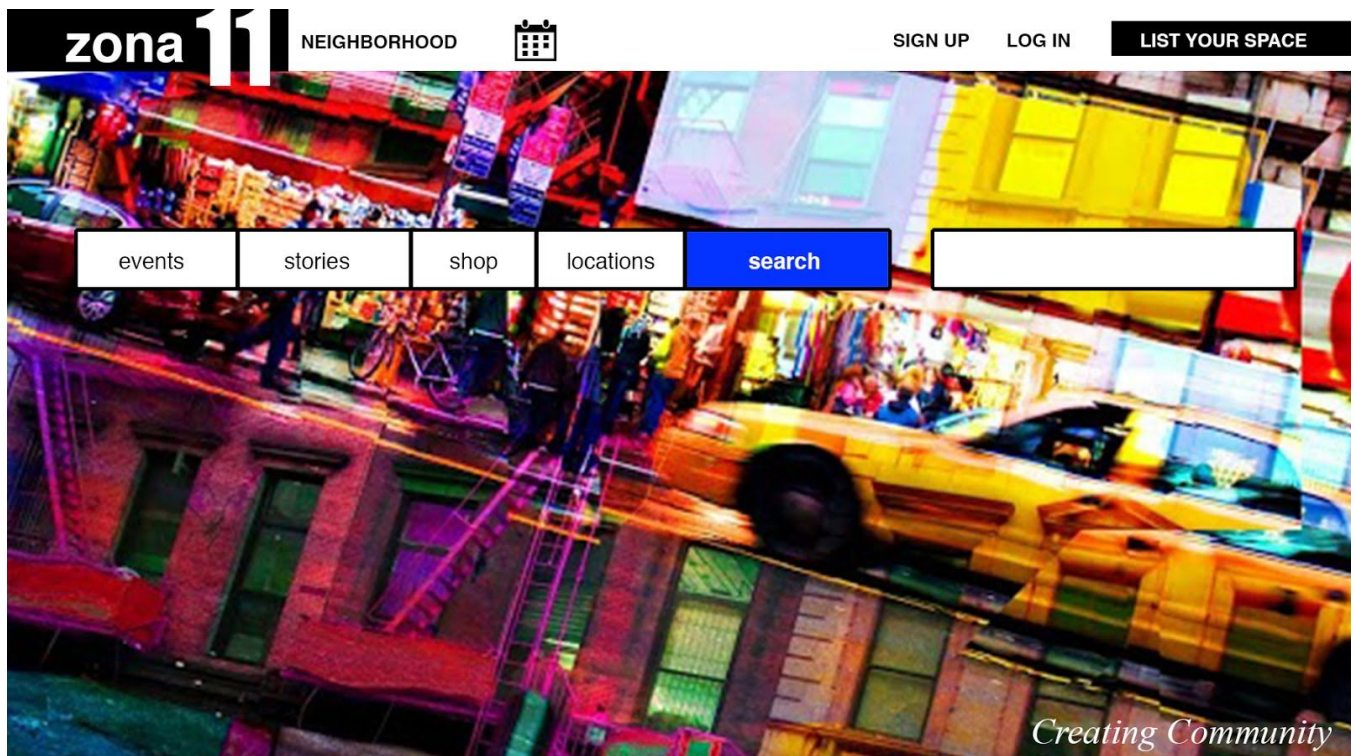 zona 11 NEIGHBORHOOD SIGN UP LOG IN LIST YOUR SPACE
events stories shop locations search
Creating Community